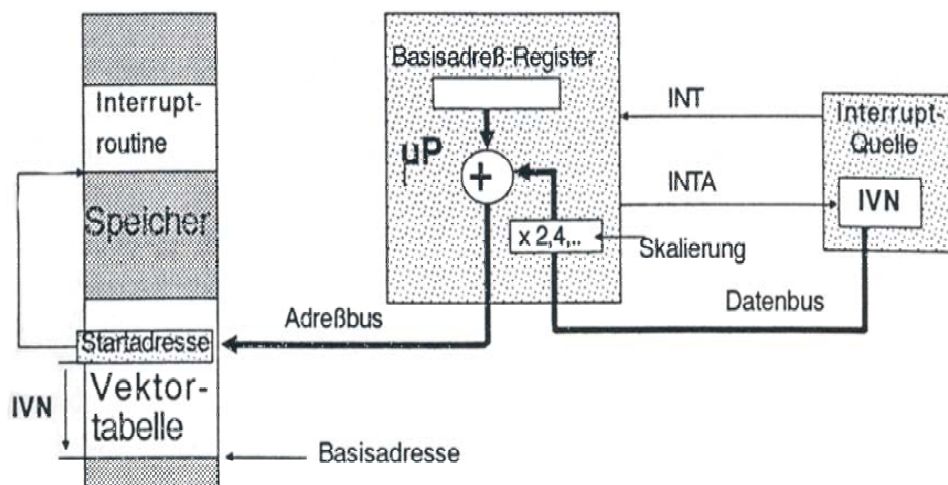 Interrupt-
routine
Speicher
Startadresse
IVN
Vektor-
tabelle
Basisadresse
Adreßbus
Basisadreß-Register
µP
+
x 2,4,..
Skalierung
INT
INTA
Datenbus
Interrupt-
Quelle
IVN